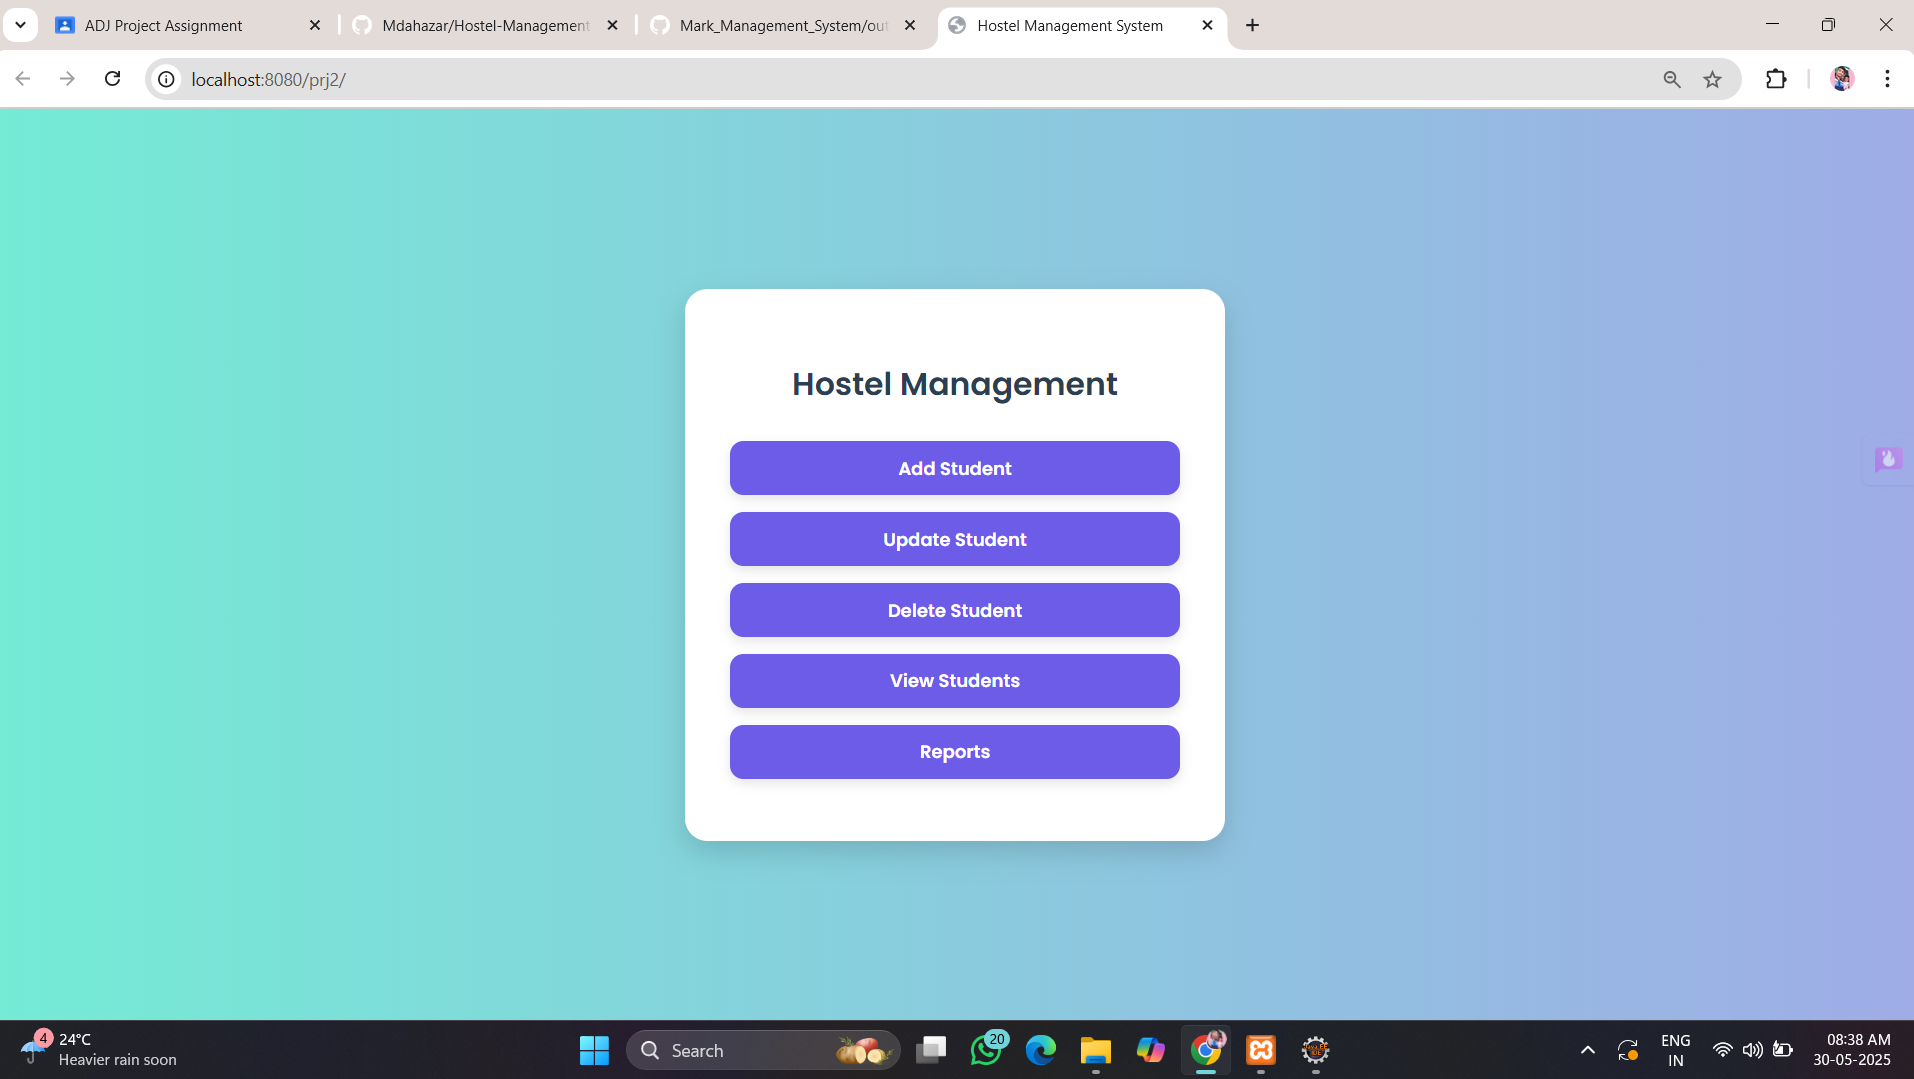 ADJ Project Assignment
Mdahazar/Hostel-Management
Mark_Management_System/out
Hostel Management System
localhost:8080/prj2/
Hostel Management
Add Student
Update Student
Delete Student
View Students
Reports
4
24°C
Heavier rain soon
Search
20
ENG
IN
08:38 AM
30-05-2025